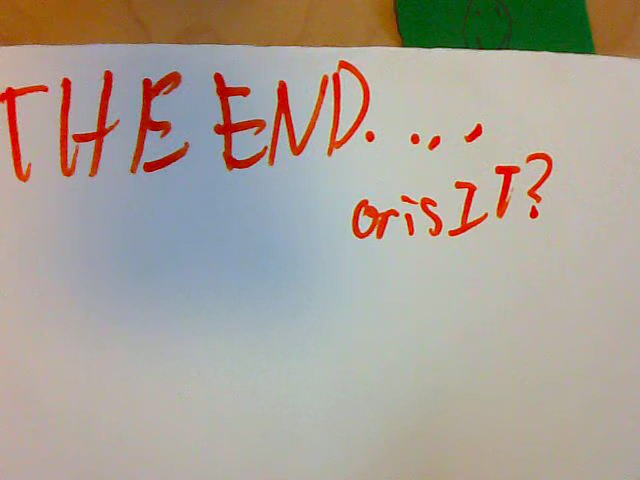 THE END....
or is IT?